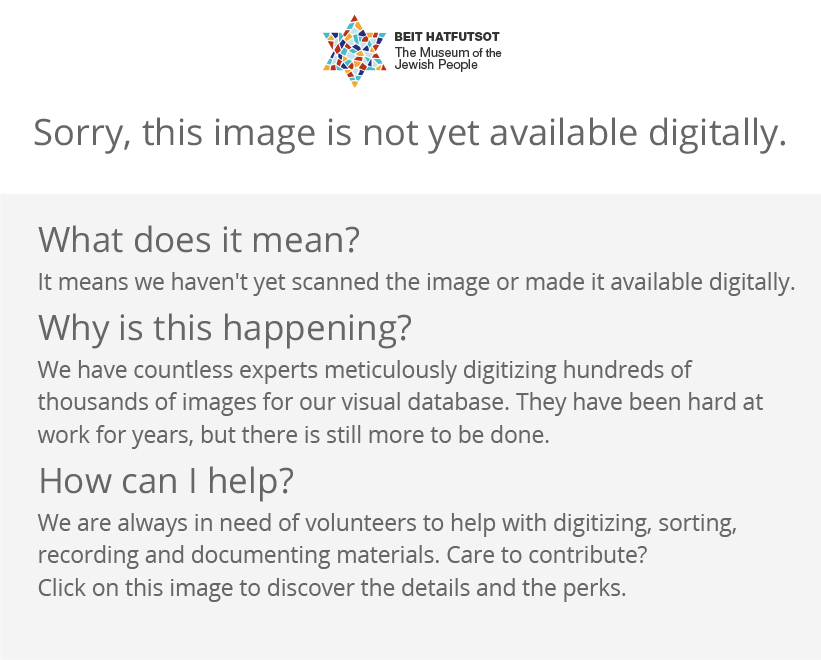 BEIT HATFUTSOT
The Museum of the
Jewish People
Sorry, this image is not yet available digitally.
What does it mean?
It means we haven't yet scanned the image or made it available digitally.
Why is this happening?
We have countless experts meticulously digitizing hundreds of
thousands of images for our visual database. They have been hard at
work for years, but there is still more to be done.
How can I help?
We are always in need of volunteers to help with digitizing, sorting,
recording and documenting materials. Care to contribute?
Click on this image to discover the details and the perks.